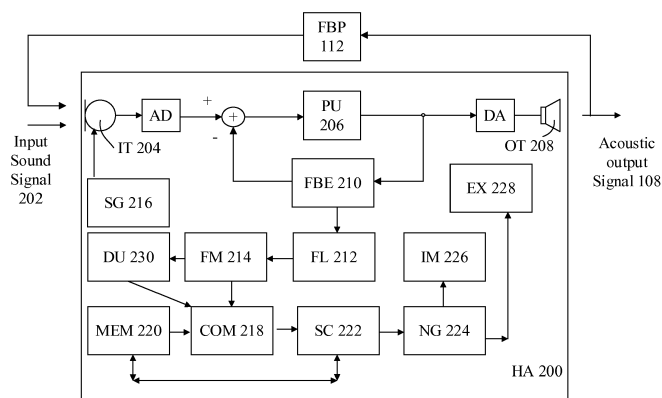 FBP
112
AD
+
+
-
PU
206
DA
IT 204
OT 208
Input
Sound
Signal
202
Acoustic
output
Signal 108
SG 216
FBE 210
EX 228
DU 230
FM 214
FL 212
IM 226
MEM 220
COM 218
SC 222
NG 224
HA 200